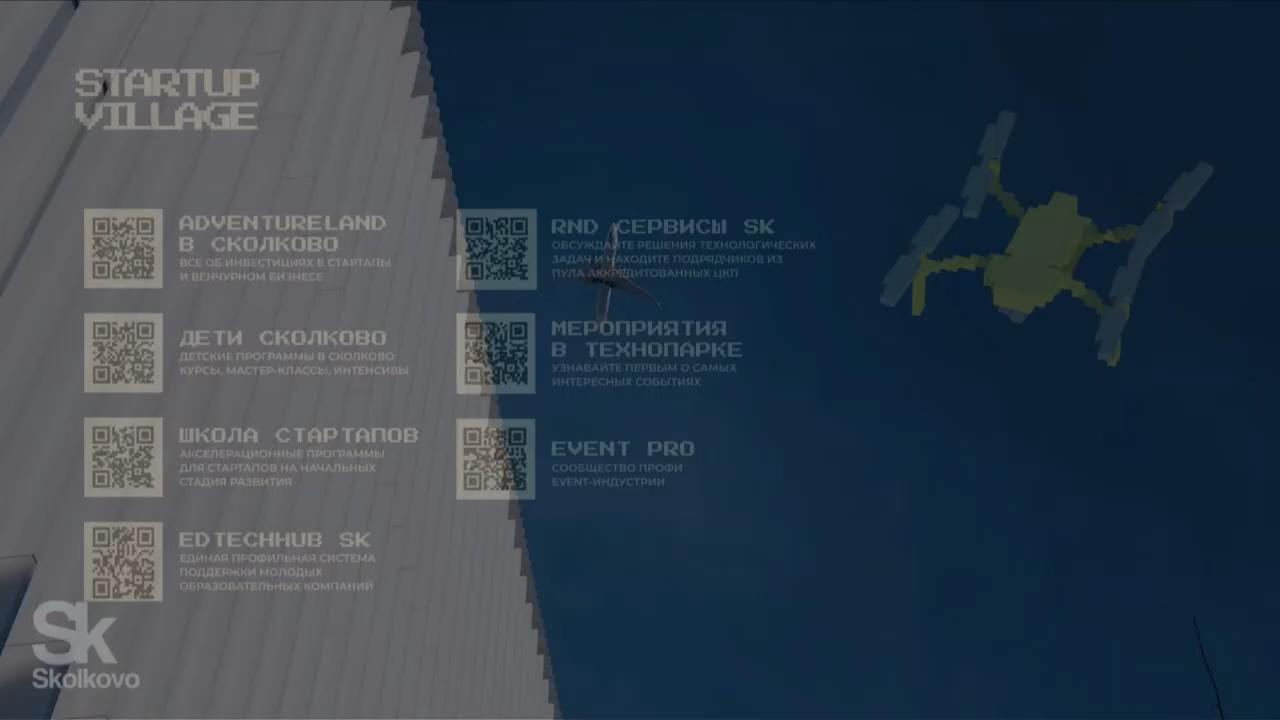 STARTUP
VILLAGE
ADVENTURELAND
В СКОЛКОВО
ВСЕ ОБ ИНВЕСТИЦИЯХ В СТАРТАПЫ
И ВЕНЧУРНОМ БИЗНЕСЕ
ДЕТИ СКОЛКОВО
ДЕТСКИЕ ПРОГРАММЫ В СКОЛКОВО:
КУРСЫ, МАСТЕР-КЛАССЫ, ИНТЕНСИВЫ
ШКОЛА СТАРТАПОВ
АКСЕЛЕРАЦИОННЫЕ ПРОГРАММЫ
ДЛЯ СТАРТАПОВ НА НАЧАЛЬНЫХ
СТАДИЯ РАЗВИТИЯ
EDTECHHUB SK
ЕДИНАЯ ПРОФИЛЬНАЯ СИСТЕМА
ПОДДЕРЖКИ МОЛОДЫХ
ОБРАЗОВАТЕЛЬНЫХ КОМПАНИЙ
RND СЕРВИСЫ SK
ОБСУЖДАЙТЕ РЕШЕНИЯ ТЕХНОЛОГИЧЕСКИХ
ЗАДАЧ И НАХОДИТЕ ПОДРЯДЧИКОВ ИЗ
ПУЛА АККРЕДИТОВАННЫХ ЦКП
МЕРОПРИЯТИЯ
В ТЕХНОПАРКЕ
УЗНАВАЙТЕ ПЕРВЫМ О САМЫХ
ИНТЕРЕСНЫХ СОБЫТИЯХ
EVENT PRO
СООБЩЕСТВО ПРОФИ
EVENT-ИНДУСТРИИ
Sk
Skolkovo